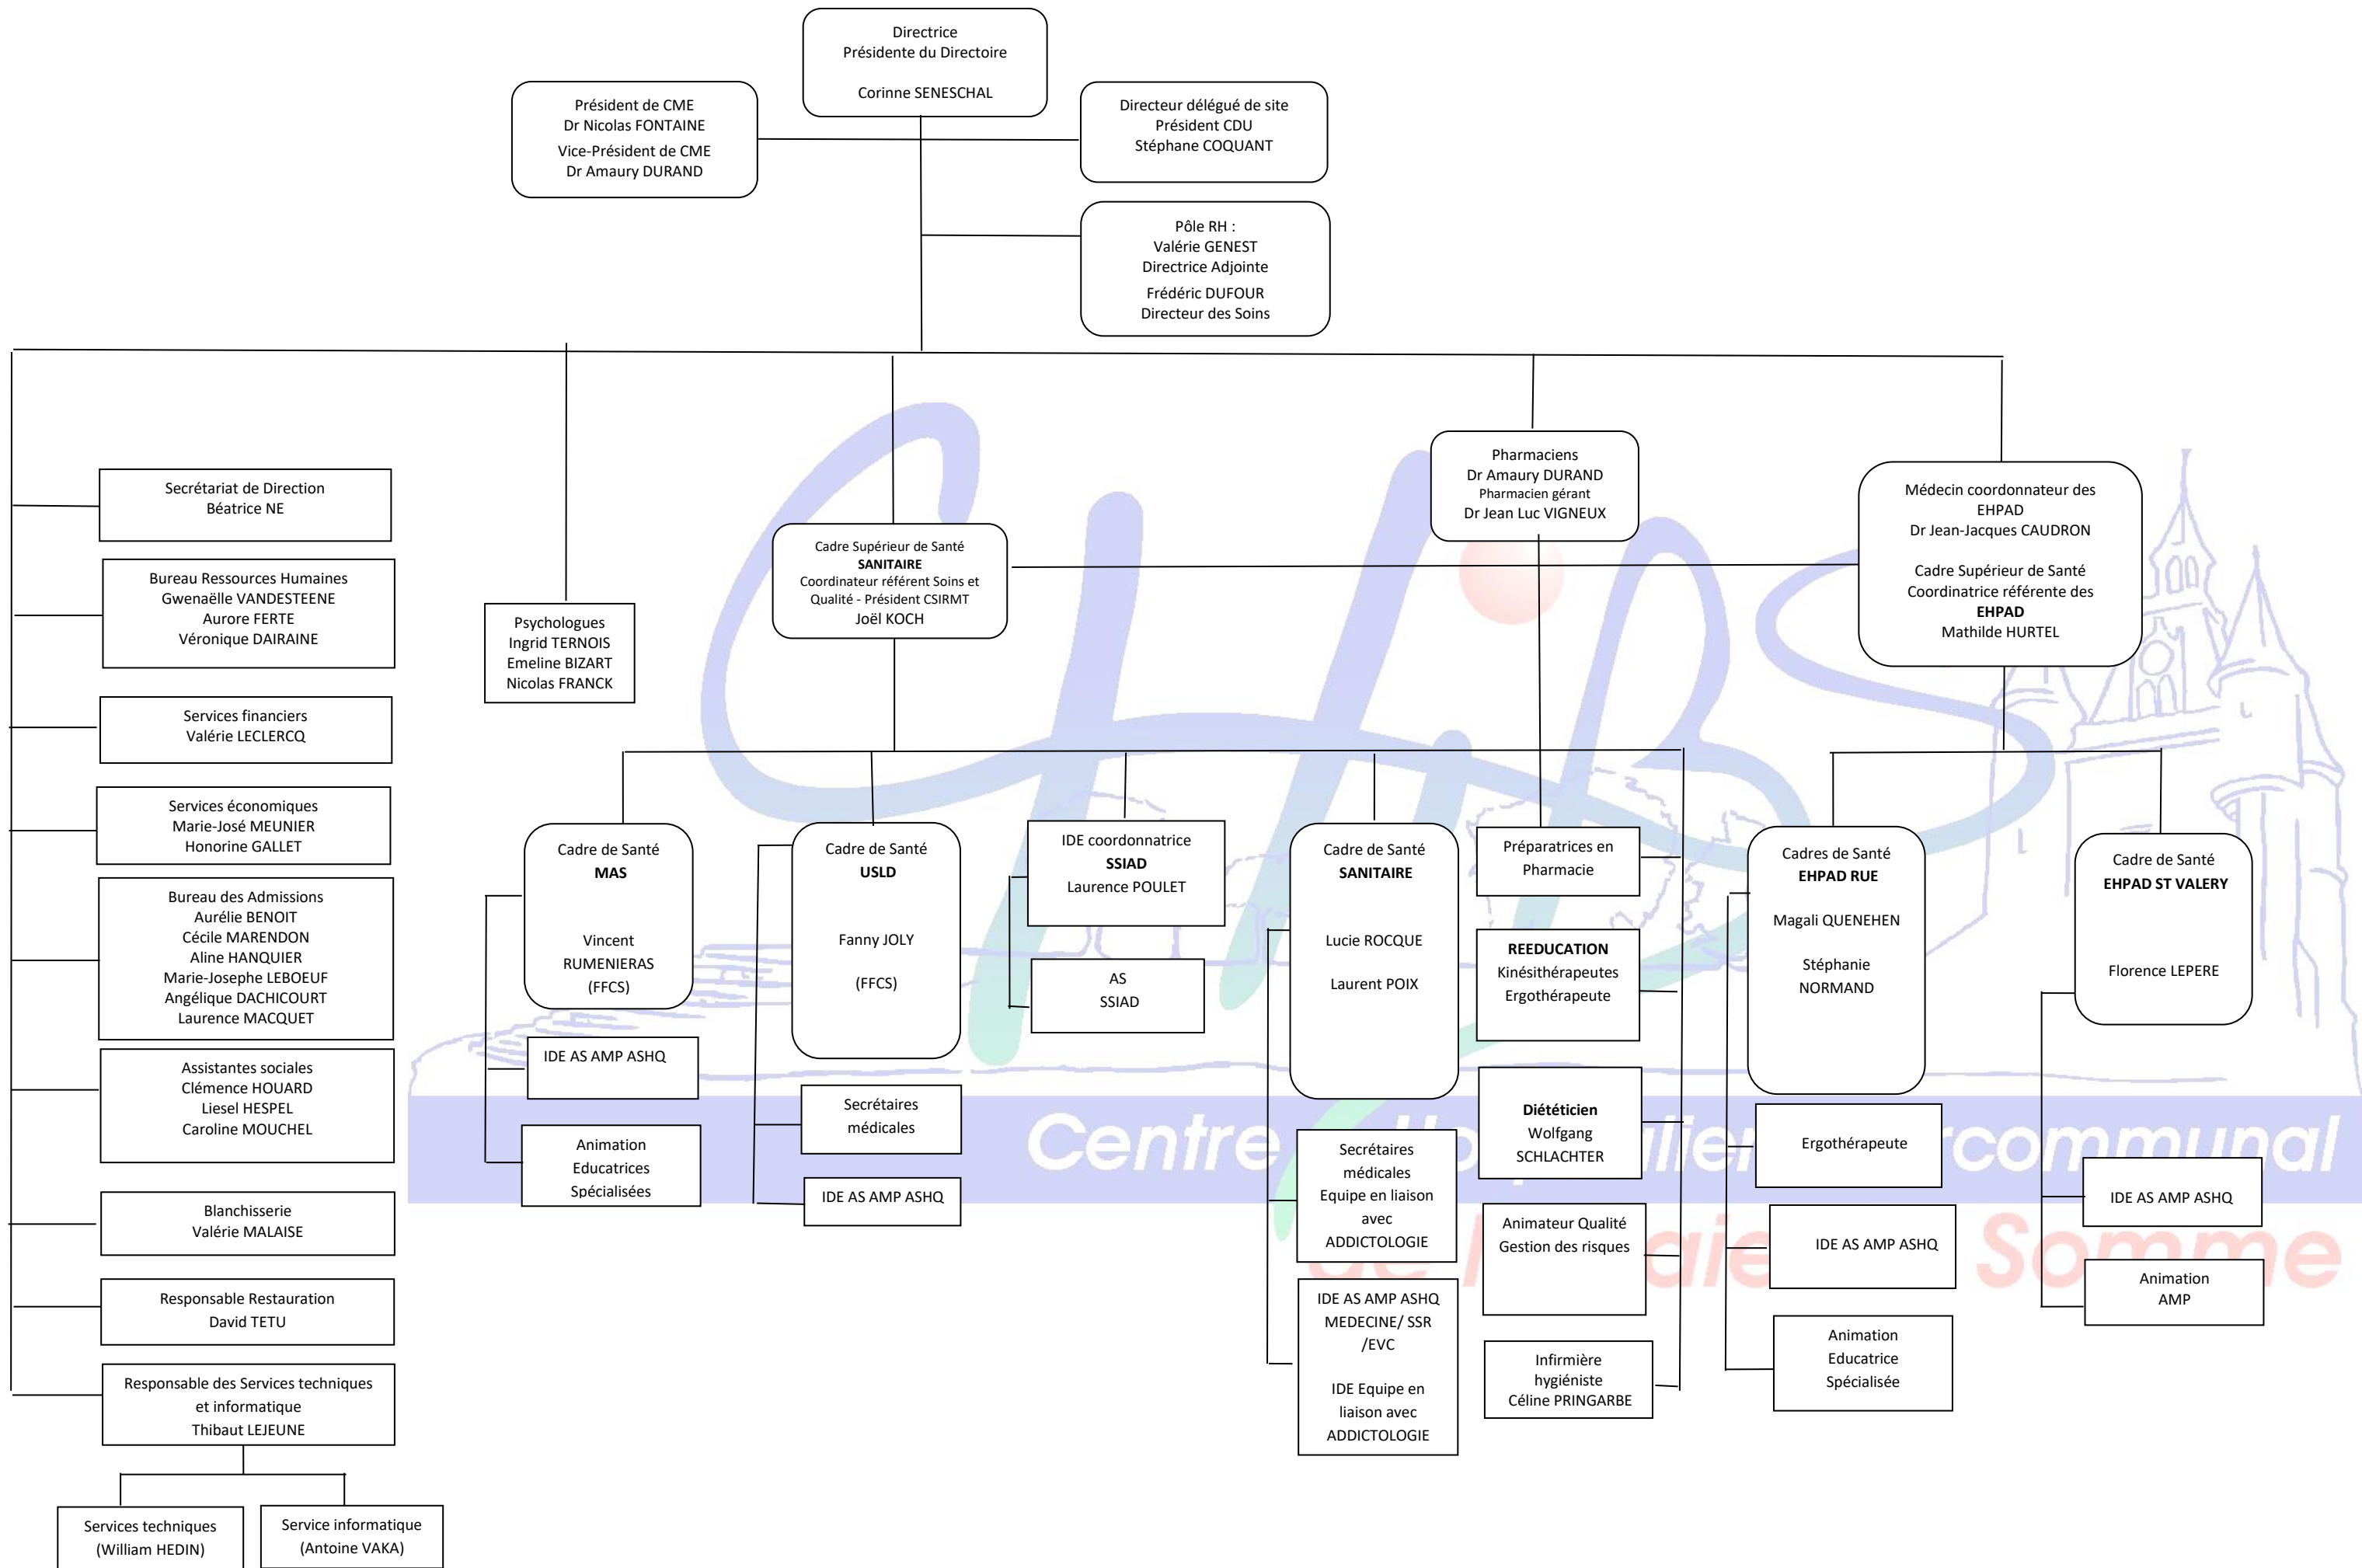 Directrice
Présidente du Directoire
Corinne SENESCHAL
Président de CME
Dr Nicolas FONTAINE
Vice-Président de CME
Dr Amaury DURAND
Directeur délégué de site
Président CDU
Stéphane COQUANT
Pôle RH :
Valérie GENEST
Directrice Adjointe
Frédéric DUFOUR
Directeur des Soins
Secrétariat de Direction
Béatrice NE
Bureau Ressources Humaines
Gwenaëlle VANDESTEENE
Aurore FERTE
Véronique DAIRAINE
Services financiers
Valérie LECLERCQ
Services économiques
Marie-José MEUNIER
Honorine GALLET
Bureau des Admissions
Aurélie BENOIT
Cécile MARENDON
Aline HANQUIER
Marie-Josephe LEBOEUF
Angélique DACHICOURT
Laurence MACQUET
Assistantes sociales
Clémence HOUARD
Liesel HESPEL
Caroline MOUCHEL
Blanchisserie
Valérie MALAISE
Responsable Restauration
David TETU
Responsable des Services techniques
et informatique
Thibaut LEJEUNE
Services techniques
(William HEDIN)
Service informatique
(Antoine VAKA)
Psychologues
Ingrid TERNOIS
Emeline BIZART
Nicolas FRANCK
Cadre Supérieur de Santé
SANITAIRE
Coordinateur référent Soins et
Qualité - Président CSIRMT
Joël KOCH
Pharmaciens
Dr Amaury DURAND
Pharmacien gérant
Dr Jean Luc VIGNEUX
Médecin coordonnateur des
EHPAD
Dr Jean-Jacques CAUDRON
Cadre Supérieur de Santé
Coordinatrice référente des
EHPAD
Mathilde HURTEL
Cadre de Santé
MAS
Vincent
RUMENIERAS
(FFCS)
IDE AS AMP ASHQ
Animation
Educatrices
Spécialisées
Cadre de Santé
USLD
Fanny JOLY
(FFCS)
Secrétaires
médicales
IDE AS AMP ASHQ
IDE coordonnatrice
SSIAD
Laurence POULET
AS
SSIAD
Cadre de Santé
SANITAIRE
Lucie ROCQUE
Laurent POIX
Secrétaires
médicales
Equipe en liaison
avec
ADDICTOLOGIE
IDE AS AMP ASHQ
MEDECINE/ SSR
/EVC
IDE Equipe en
liaison avec
ADDICTOLOGIE
Préparatrices en
Pharmacie
REEDUCATION
Kinésithérapeutes
Ergothérapeute
Diététicien
Wolfgang
SCHLACHTER
Animateur Qualité
Gestion des risques
Infirmière
hygiéniste
Céline PRINGARBE
Cadres de Santé
EHPAD RUE
Magali QUENEHEN
Stéphanie
NORMAND
Ergothérapeute
IDE AS AMP ASHQ
Animation
Educatrice
Spécialisée
Cadre de Santé
EHPAD ST VALERY
Florence LEPERE
IDE AS AMP ASHQ
Animation
AMP
CHIBS
Centre
Somme